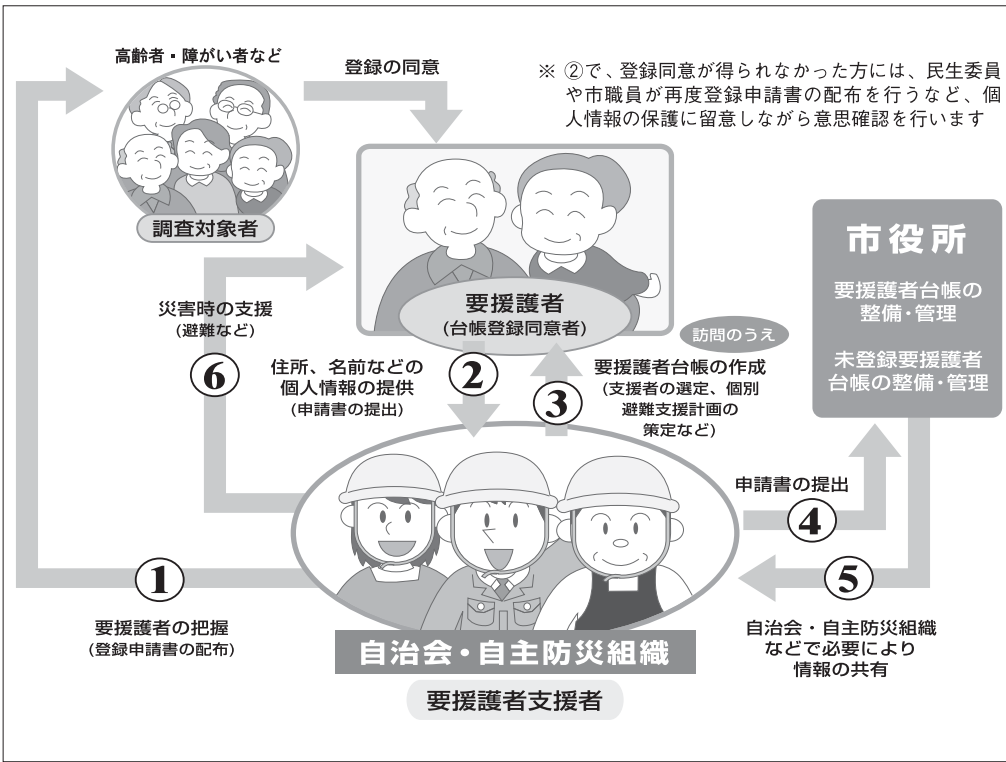 高齢者・障がい者など
登録の同意
※ ②で、登録同意が得られなかった方には、民生委員
や市職員が再度登録申請書の配布を行うなど、個
人情報の保護に留意しながら意思確認を行います
調査対象者
市役所
要援護者台帳の
整備・管理
未登録要援護者
台帳の整備・管理
要援護者
(台帳登録同意者)
災害時の支援
(避難など)
⑥
住所、名前などの
個人情報の提供
(申請書の提出)
②
③
訪問のうえ
要援護者台帳の作成
(支援者の選定、個別
避難支援計画の
策定など)
申請書の提出
④
⑤
自治会・自主防災組織
などで必要により
情報の共有
①
要援護者の把握
(登録申請書の配布)
自治会・自主防災組織
要援護者支援者